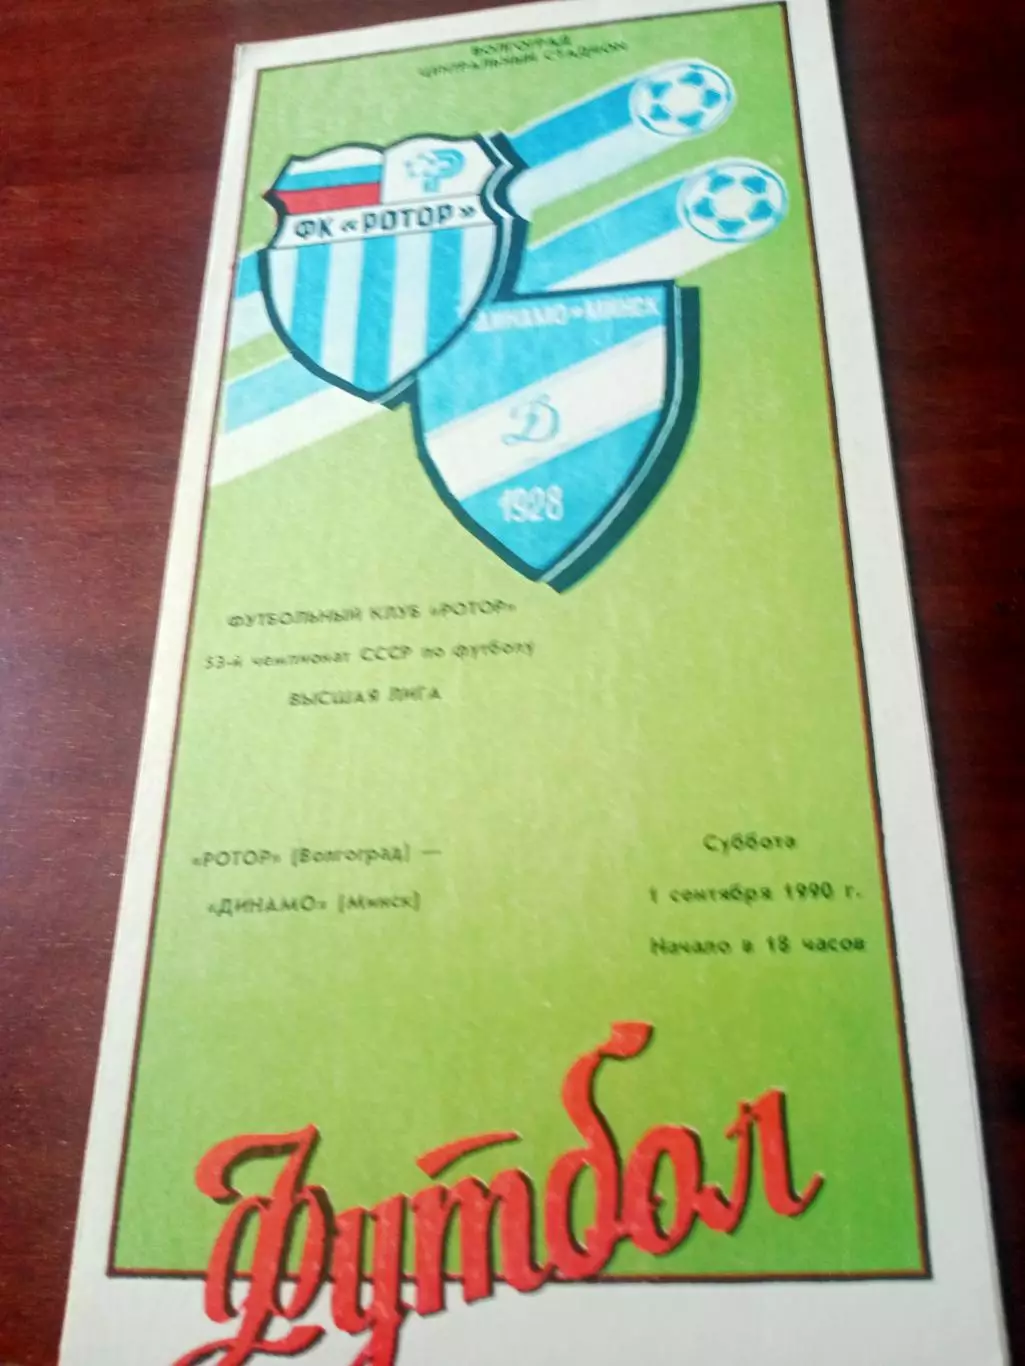 ВОЛГОГРАД
ЦЕНТРАЛЬНЫЙ СТАДИОН
Р
ФК «РОТОР»
ДИНАМО • МИНСК
Д
1928
ФУТБОЛЬНЫЙ КЛУБ «РОТОР»
53-й чемпионат СССР по футболу
ВЫСШАЯ ЛИГА
«РОТОР» (Волгоград) —
«ДИНАМО» (Минск)
Суббота
1 сентября 1990 г.
Начало в 18 часов
Футбол